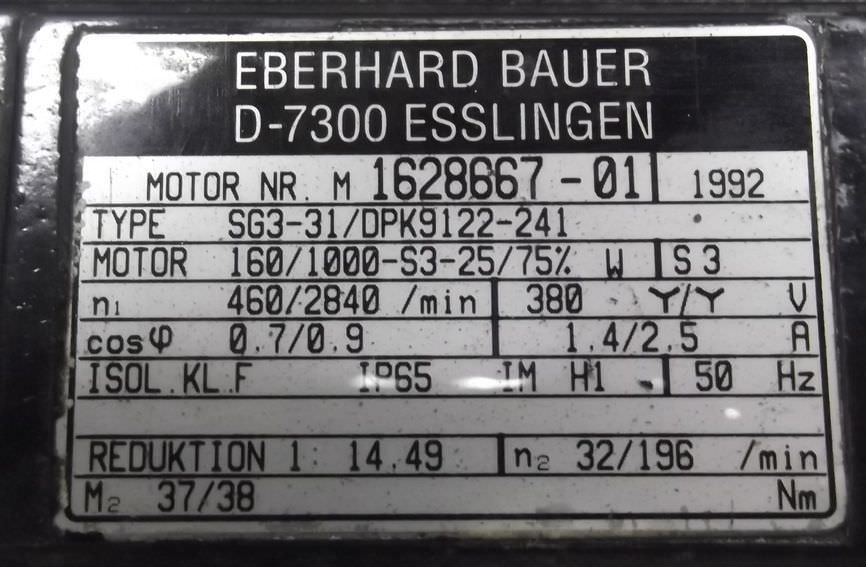 EBERHARD BAUER
D-7300 ESSLINGEN
MOTOR NR. M 1628667-01 1992
TYPE SG3-31/DPK9122-241
MOTOR 160/1000-S3-25/75% W S3
n1 460/2840 /min 380 Y/Y V
cosφ 0.7/0.9 1.4/2.5 A
ISOL.KL.F IP65 IM H1 50 Hz
REDUKTION 1: 14.49 n2 32/196 /min
M2 37/38 Nm